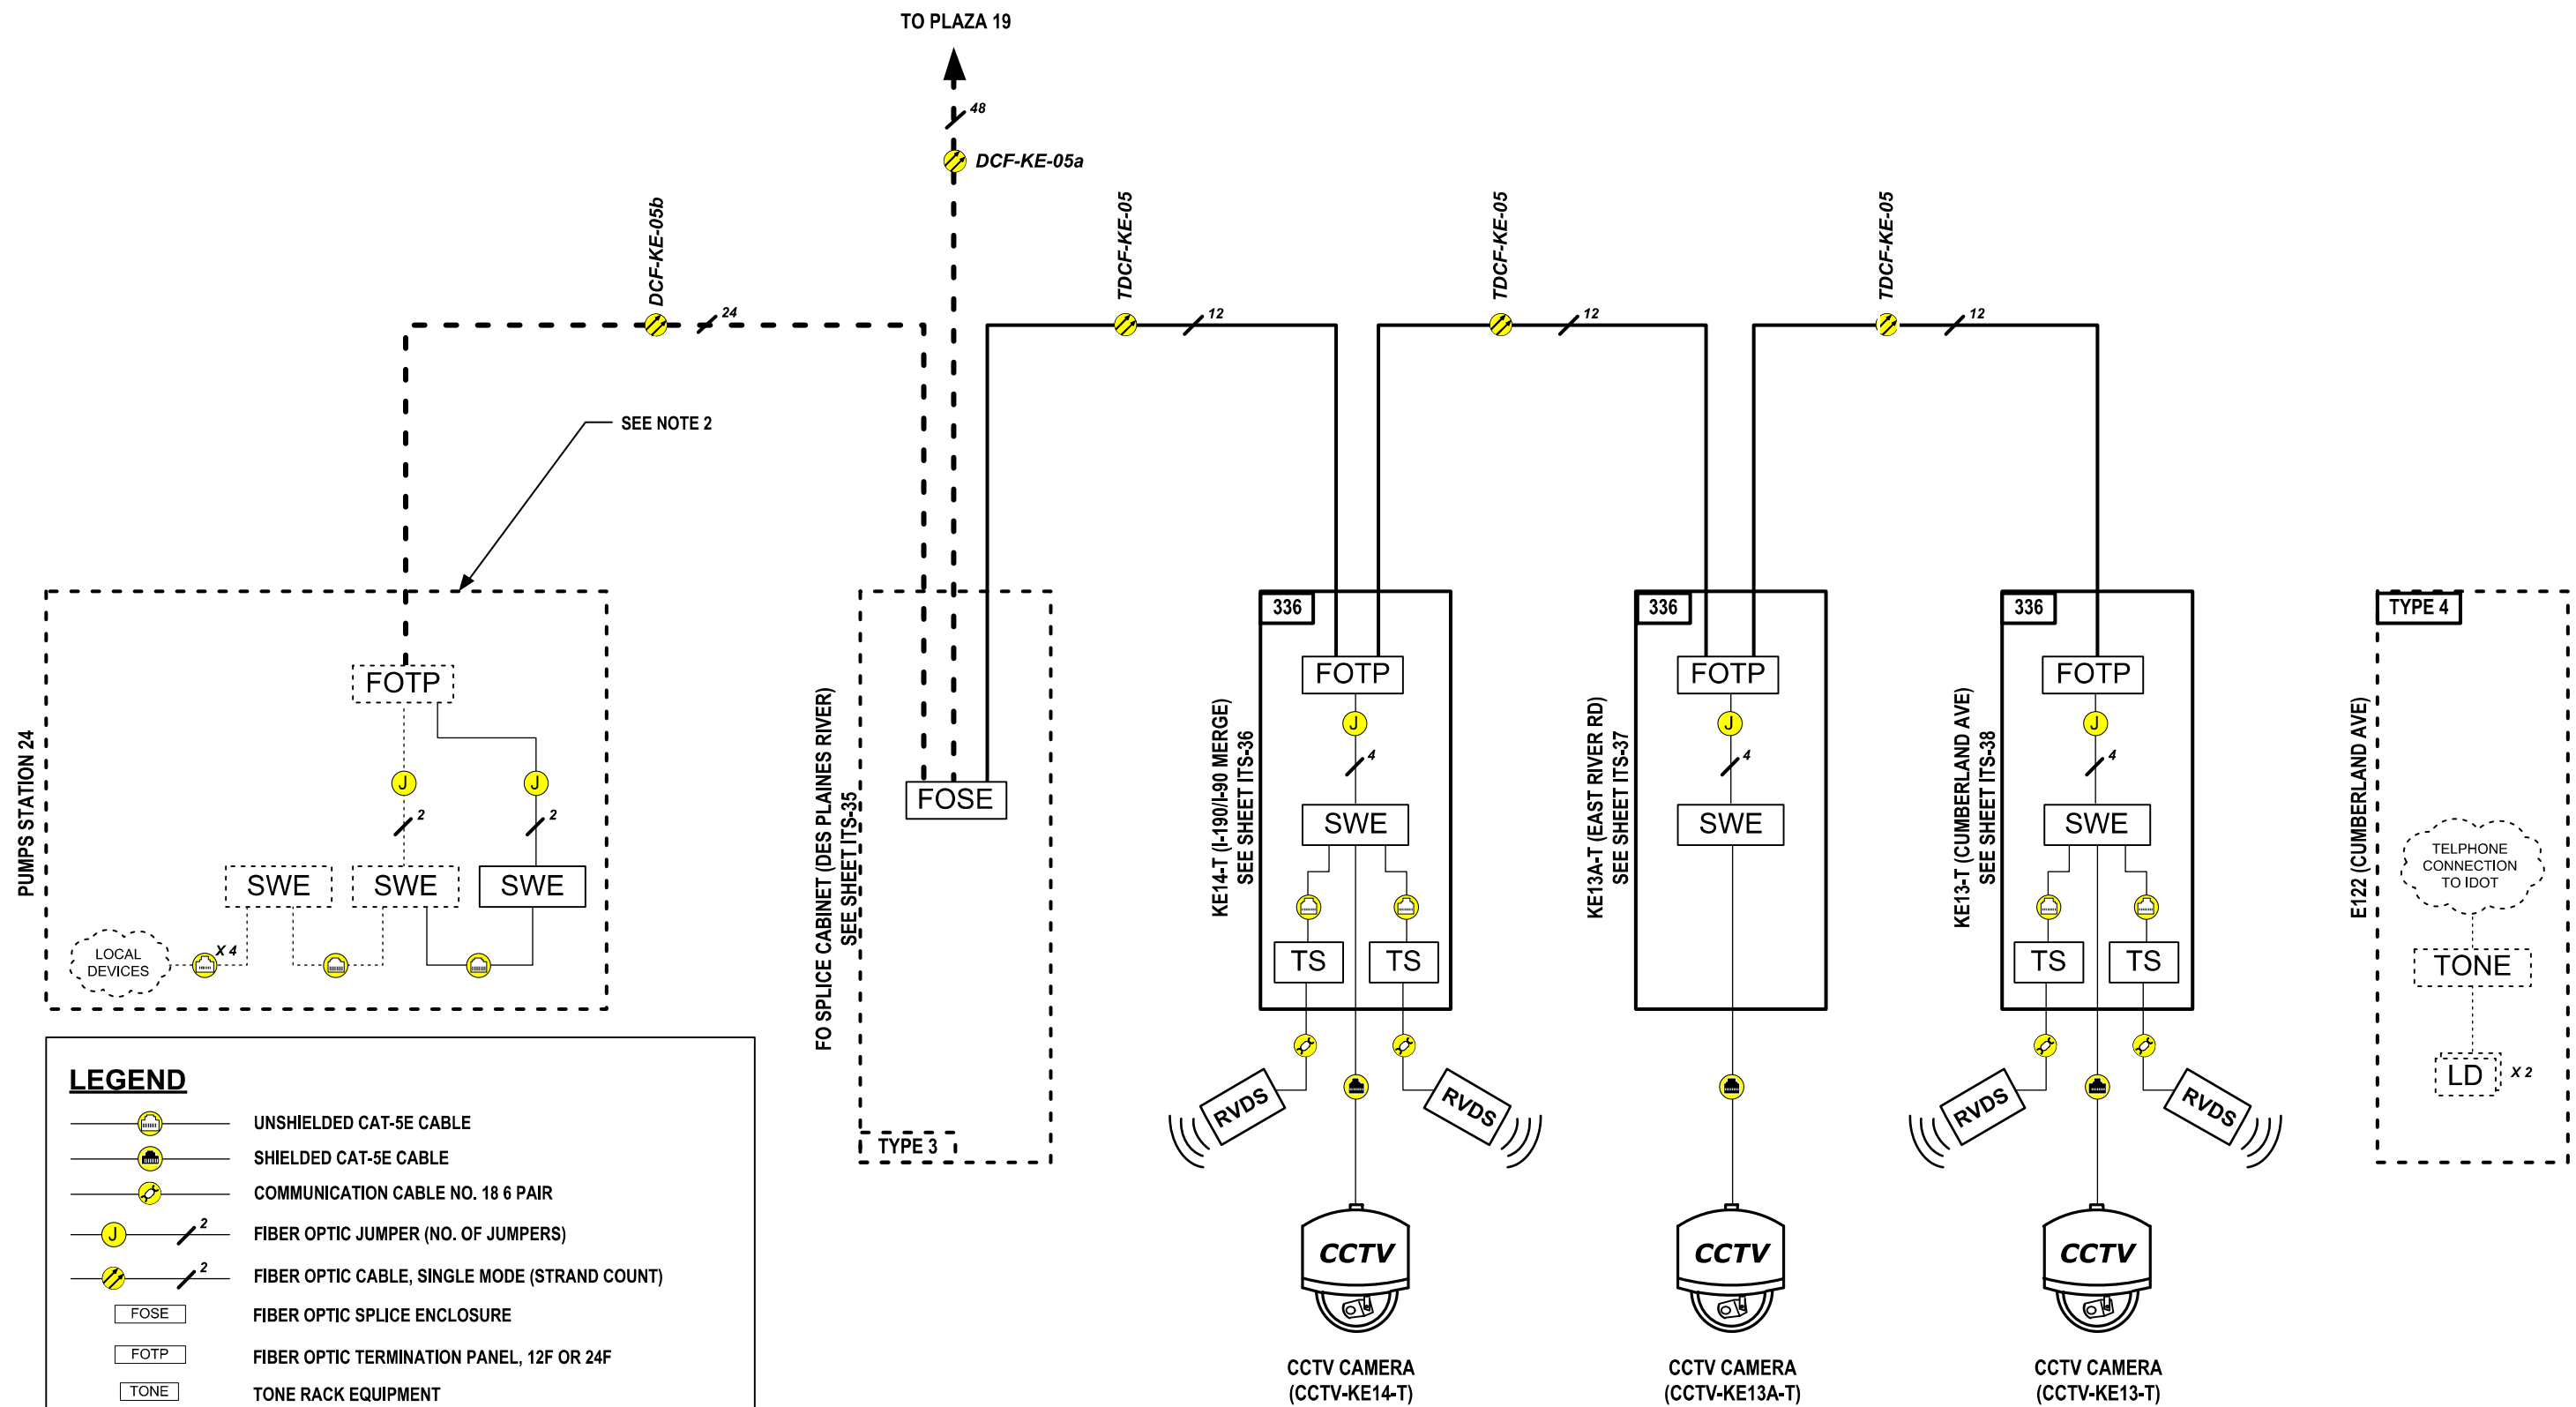 TO PLAZA 19
48
DCF-KE-05a
DCF-KE-05b
24
TDCF-KE-05
12
TDCF-KE-05
12
TDCF-KE-05
12
SEE NOTE 2
PUMPS STATION 24
FOTP
J
2
J
2
SWE
SWE
SWE
LOCAL
DEVICES
X 4
FO SPLICE CABINET (DES PLAINES RIVER)
SEE SHEET ITS-35
FOSE
TYPE 3
KE14-T (I-190/I-90 MERGE)
SEE SHEET ITS-36
336
FOTP
J
4
SWE
TS
TS
RVDS
RVDS
CCTV
CCTV CAMERA
(CCTV-KE14-T)
KE13A-T (EAST RIVER RD)
SEE SHEET ITS-37
336
FOTP
J
4
SWE
CCTV
CCTV CAMERA
(CCTV-KE13A-T)
KE13-T (CUMBERLAND AVE)
SEE SHEET ITS-38
336
FOTP
J
4
SWE
TS
TS
RVDS
RVDS
CCTV
CCTV CAMERA
(CCTV-KE13-T)
E122 (CUMBERLAND AVE)
TYPE 4
TELPHONE
CONNECTION
TO IDOT
TONE
LD
X 2
LEGEND
UNSHIELDED CAT-5E CABLE
SHIELDED CAT-5E CABLE
COMMUNICATION CABLE NO. 18 6 PAIR
J 2 FIBER OPTIC JUMPER (NO. OF JUMPERS)
2 FIBER OPTIC CABLE, SINGLE MODE (STRAND COUNT)
FOSE FIBER OPTIC SPLICE ENCLOSURE
FOTP FIBER OPTIC TERMINATION PANEL, 12F OR 24F
TONE TONE RACK EQUIPMENT